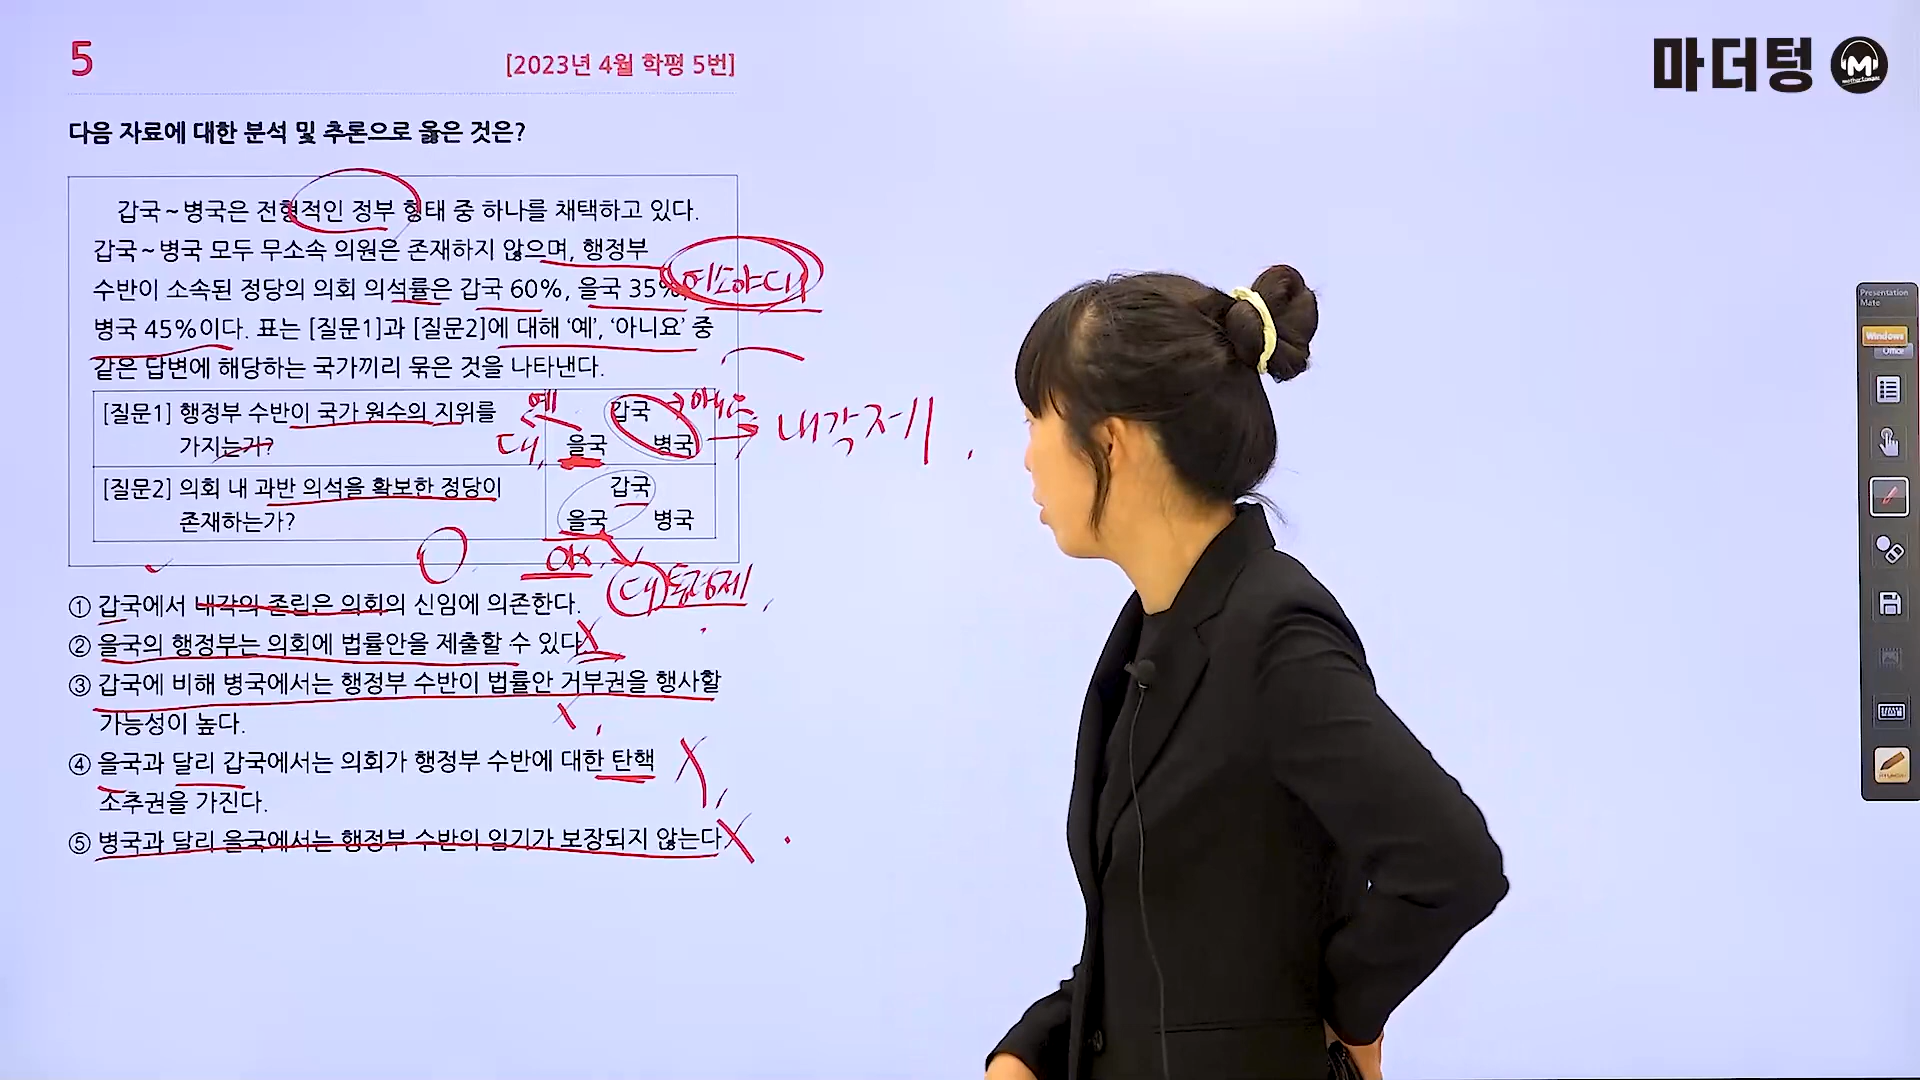 5
[2023년 4월 학평 5번]
마더텅
다음 자료에 대한 분석 및 추론으로 옳은 것은?
갑국~병국은 전형적인 정부 형태 중 하나를 채택하고 있다.
갑국~병국 모두 무소속 의원은 존재하지 않으며, 행정부
수반이 소속된 정당의 의회 의석률은 갑국 60%, 을국 35%,
여소야대
병국 45%이다. 표는 [질문1]과 [질문2]에 대해 ‘예’, ‘아니요’ 중
같은 답변에 해당하는 국가끼리 묶은 것을 나타낸다.
[질문1] 행정부 수반이 국가 원수의 지위를
가지는가?
예
갑국
아니요
대
을국
병국
내각제
[질문2] 의회 내 과반 의석을 확보한 정당이
존재하는가?
갑국
을국
병국
대통령제
① 갑국에서 내각의 존립은 의회의 신임에 의존한다.
② 을국의 행정부는 의회에 법률안을 제출할 수 있다.
③ 갑국에 비해 병국에서는 행정부 수반이 법률안 거부권을 행사할
가능성이 높다.
④ 을국과 달리 갑국에서는 의회가 행정부 수반에 대한 탄핵
소추권을 가진다.
⑤ 병국과 달리 을국에서는 행정부 수반의 임기가 보장되지 않는다.
Presentation
Mate
Windows
Office